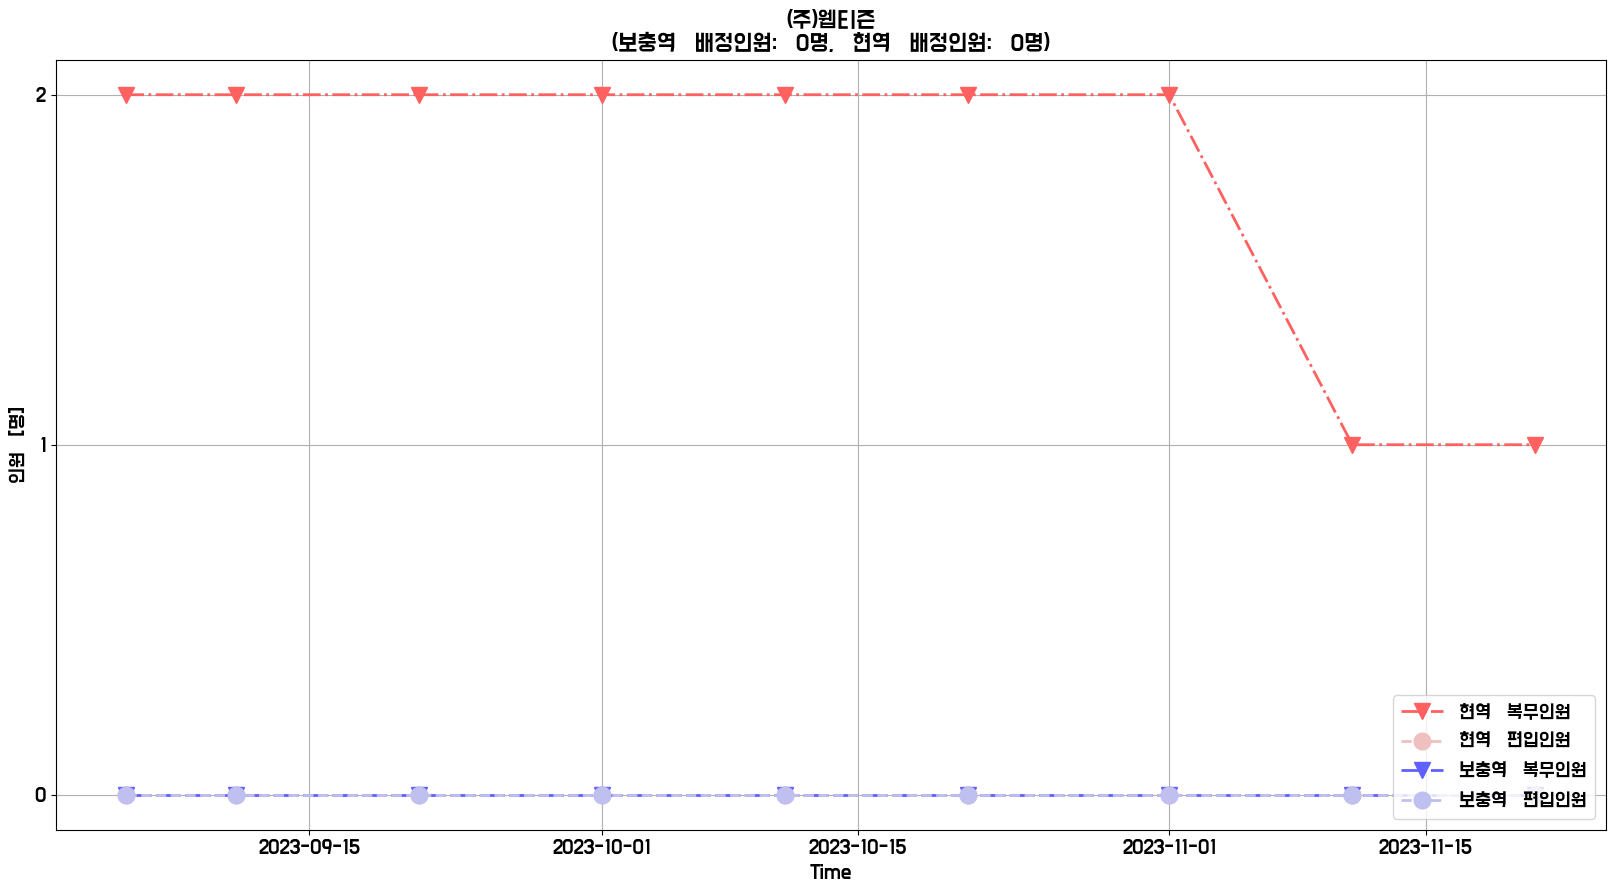 (주)웹티즌
(보충역 배정인원: 0명, 현역 배정인원: 0명)
인원 [명]
2
1
0
현역 복무인원
현역 편입인원
보충역 복무인원
보충역 편입인원
2023-09-15 2023-10-01 2023-10-15 2023-11-01 2023-11-15
Time